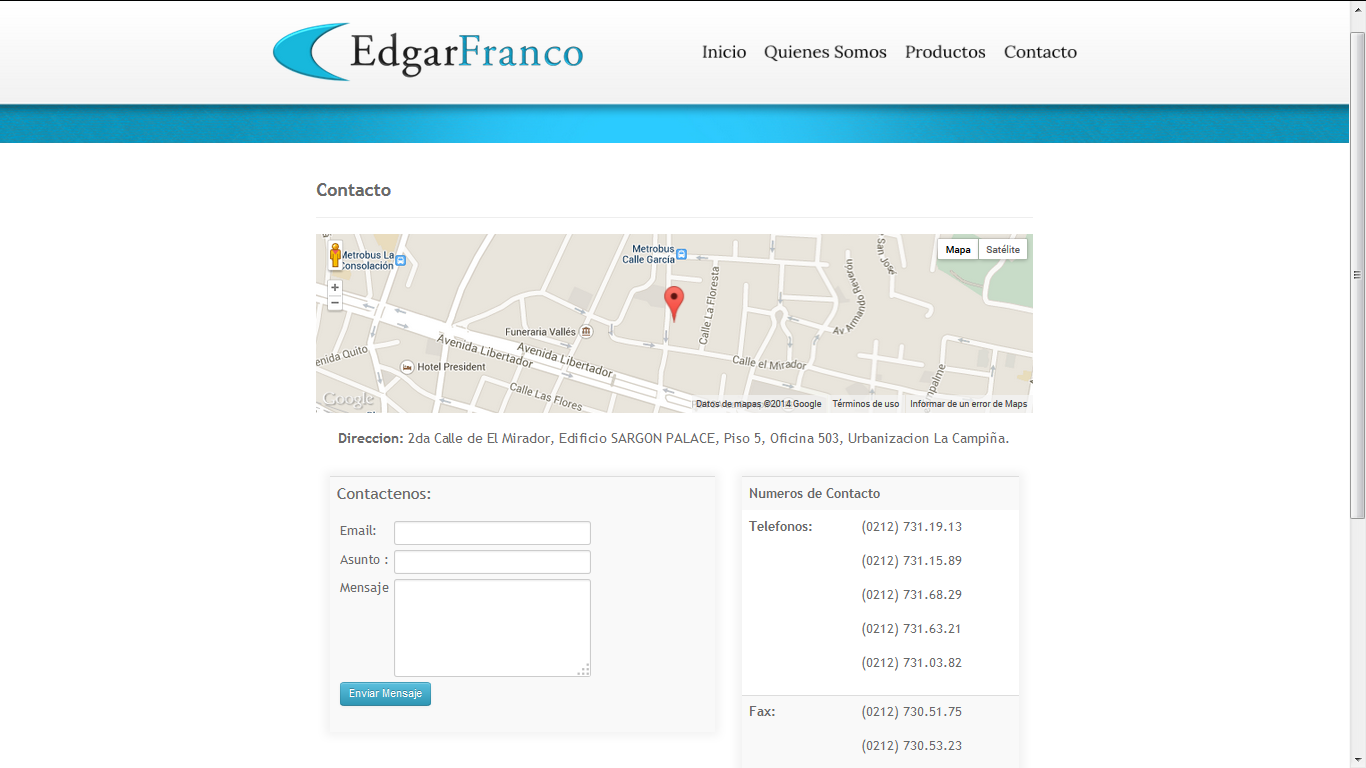 EdgarFranco
Inicio Quienes Somos Productos Contacto
Contacto
Metrobus La
Consolación
Metrobus
Calle García
San José
Mapa Satélite
Calle La Floresta
Av Armando Reverón
Funeraria Vallés
Avenida Libertador
Avenida Libertador
Avenida Quito
Hotel President
Calle el Mirador
Calle Las Flores
Google
Datos de mapas ©2014 Google Términos de uso Informar de un error de Maps
Direccion: 2da Calle de El Mirador, Edificio SARGON PALACE, Piso 5, Oficina 503, Urbanizacion La Campiña.
Contactenos:
Email:
Asunto :
Mensaje
Enviar Mensaje
Numeros de Contacto
Telefonos: (0212) 731.19.13
(0212) 731.15.89
(0212) 731.68.29
(0212) 731.63.21
(0212) 731.03.82
Fax: (0212) 730.51.75
(0212) 730.53.23